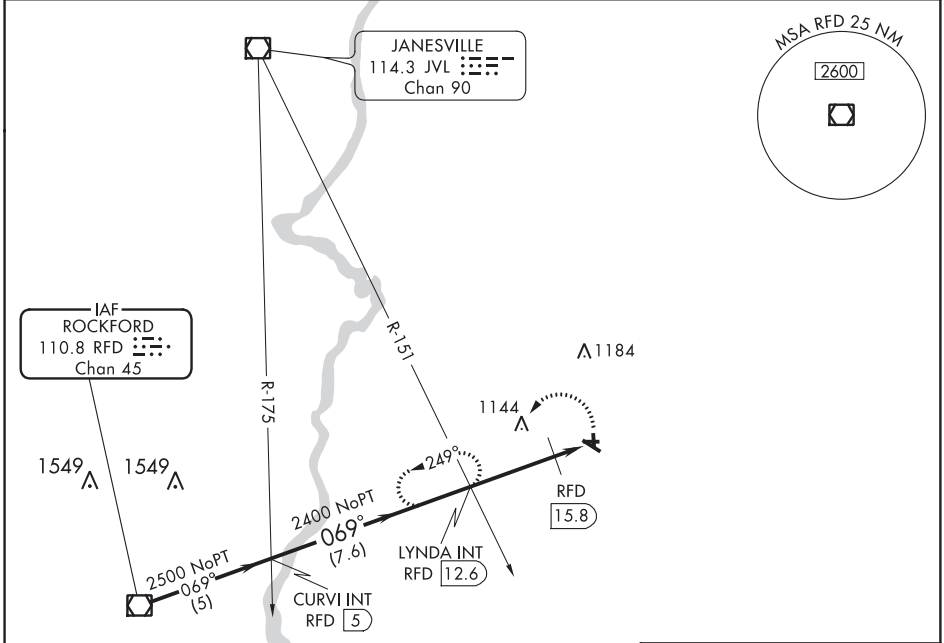 JANESVILLE
114.3 JVL
Chan 90
MSA RFD 25 NM
2600
IAF
ROCKFORD
110.8 RFD
Chan 45
R-151
R-175
1184
1144
1549
1549
249°
RFD
15.8
2400 NoPT
069°
(7.6)
LYNDA INT
RFD 12.6
2500 NoPT
069°
(5)
CURVI INT
RFD 5